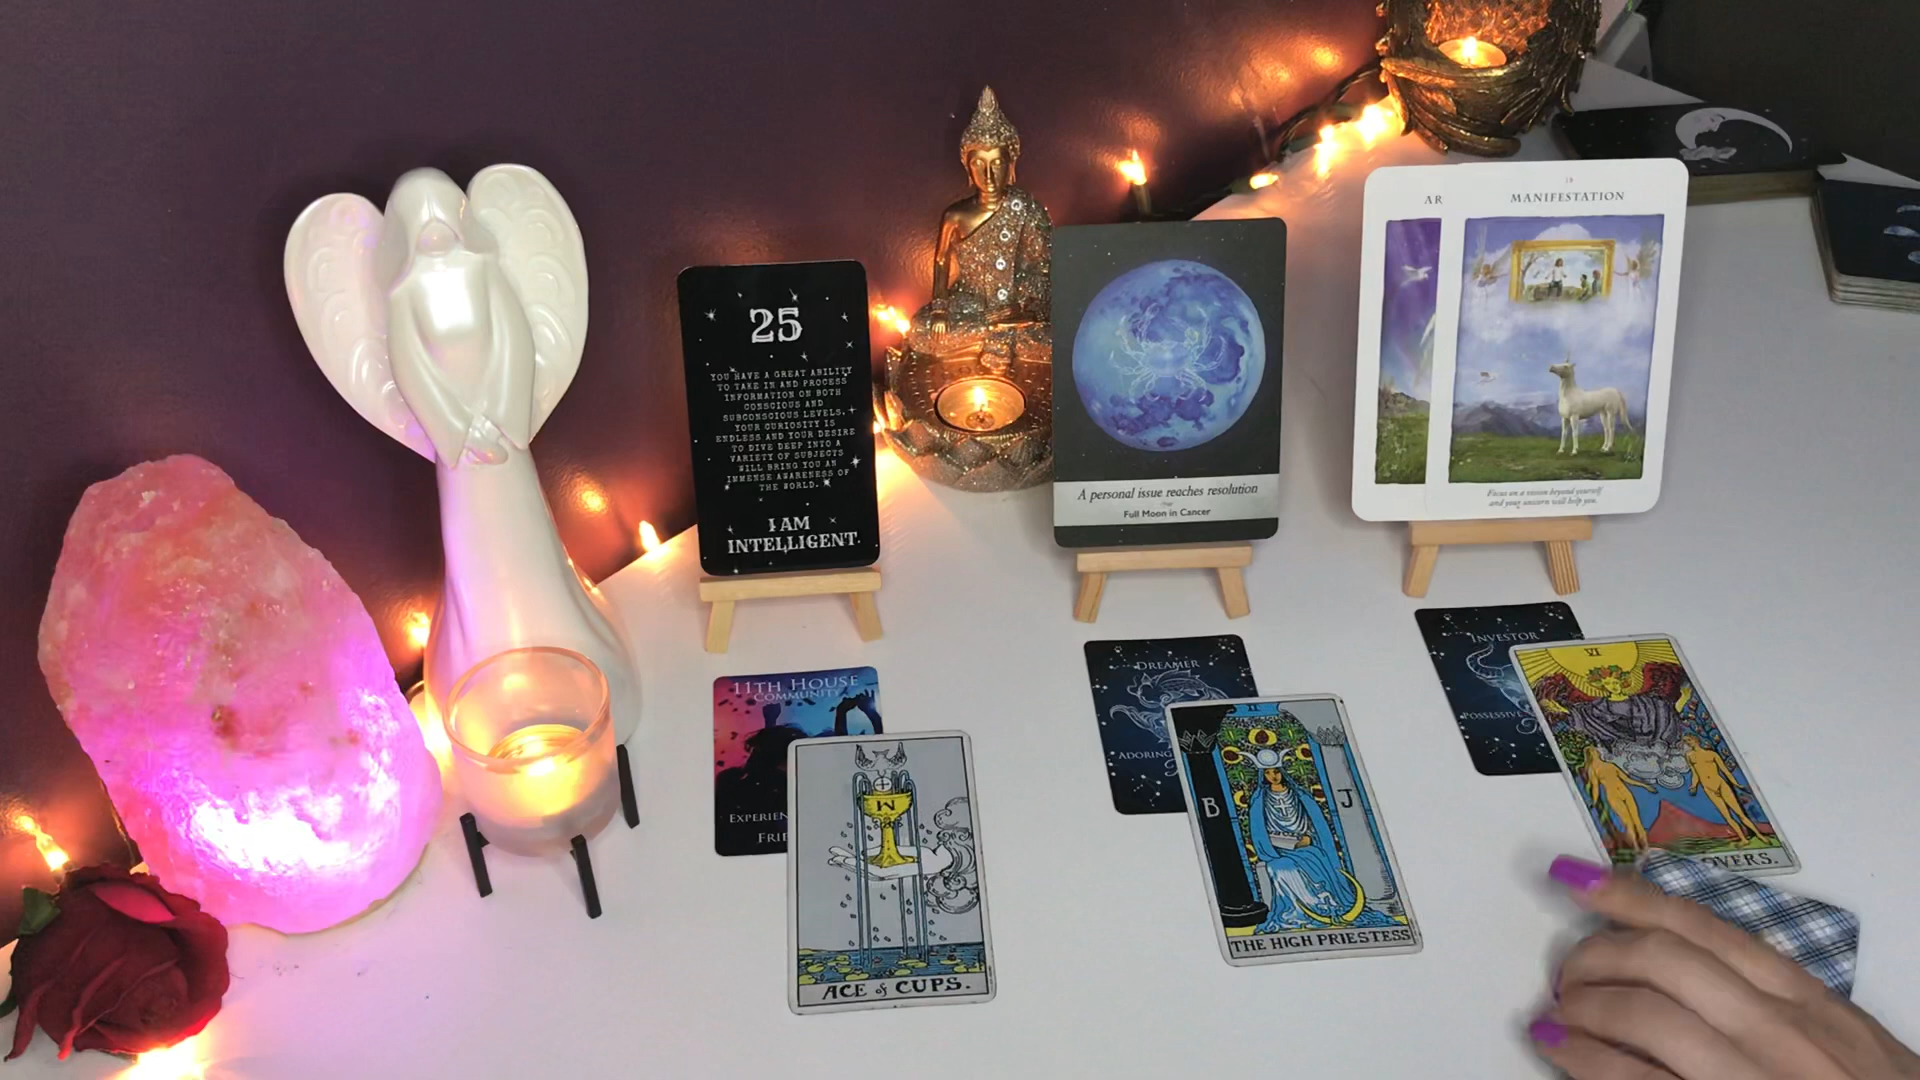 25
YOU HAVE A GREAT ABILITY
TO TAKE IN AND PROCESS
INFORMATION ON BOTH
CONSCIOUS AND
SUBCONSCIOUS LEVELS.
YOUR CURIOSITY IS
ENDLESS AND YOUR DESIRE
TO DIVE DEEP INTO A
VARIETY OF SUBJECTS
WILL BRING YOU AN
IMMENSE AWARENESS OF
THE WORLD.
I AM
INTELLIGENT.
A personal issue reaches resolution
Full Moon in Cancer
AR
MANIFESTATION
Focus on a vision beyond yourself
and your unicorn will help you.
11TH HOUSE
COMMUNITY
EXPERIEN
FRIE
M
ACE of CUPS.
DREAMER
ADORING
II
B J
THE HIGH PRIESTESS
INVESTOR
POSSESSIVE
VI
OVERS.